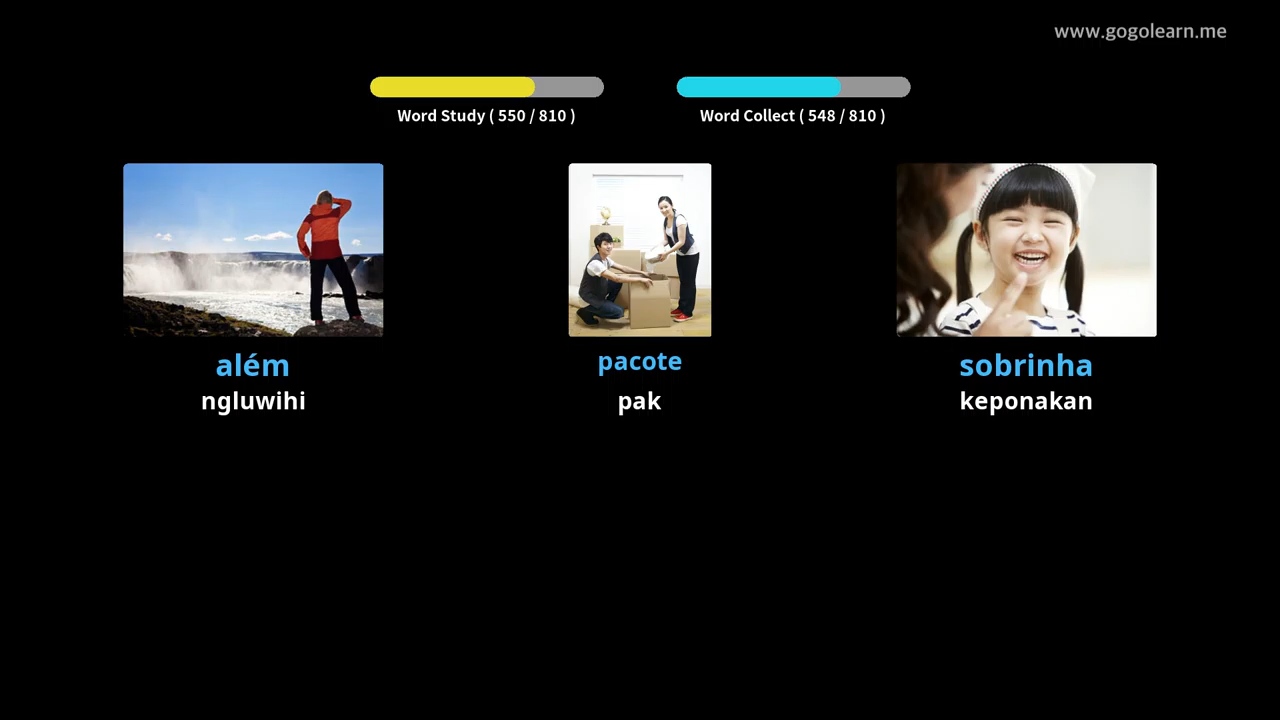 www.gogolearn.me
Word Study ( 550 / 810 )
Word Collect ( 548 / 810 )
além
pacote
sobrinha
ngluwihi
pak
keponakan